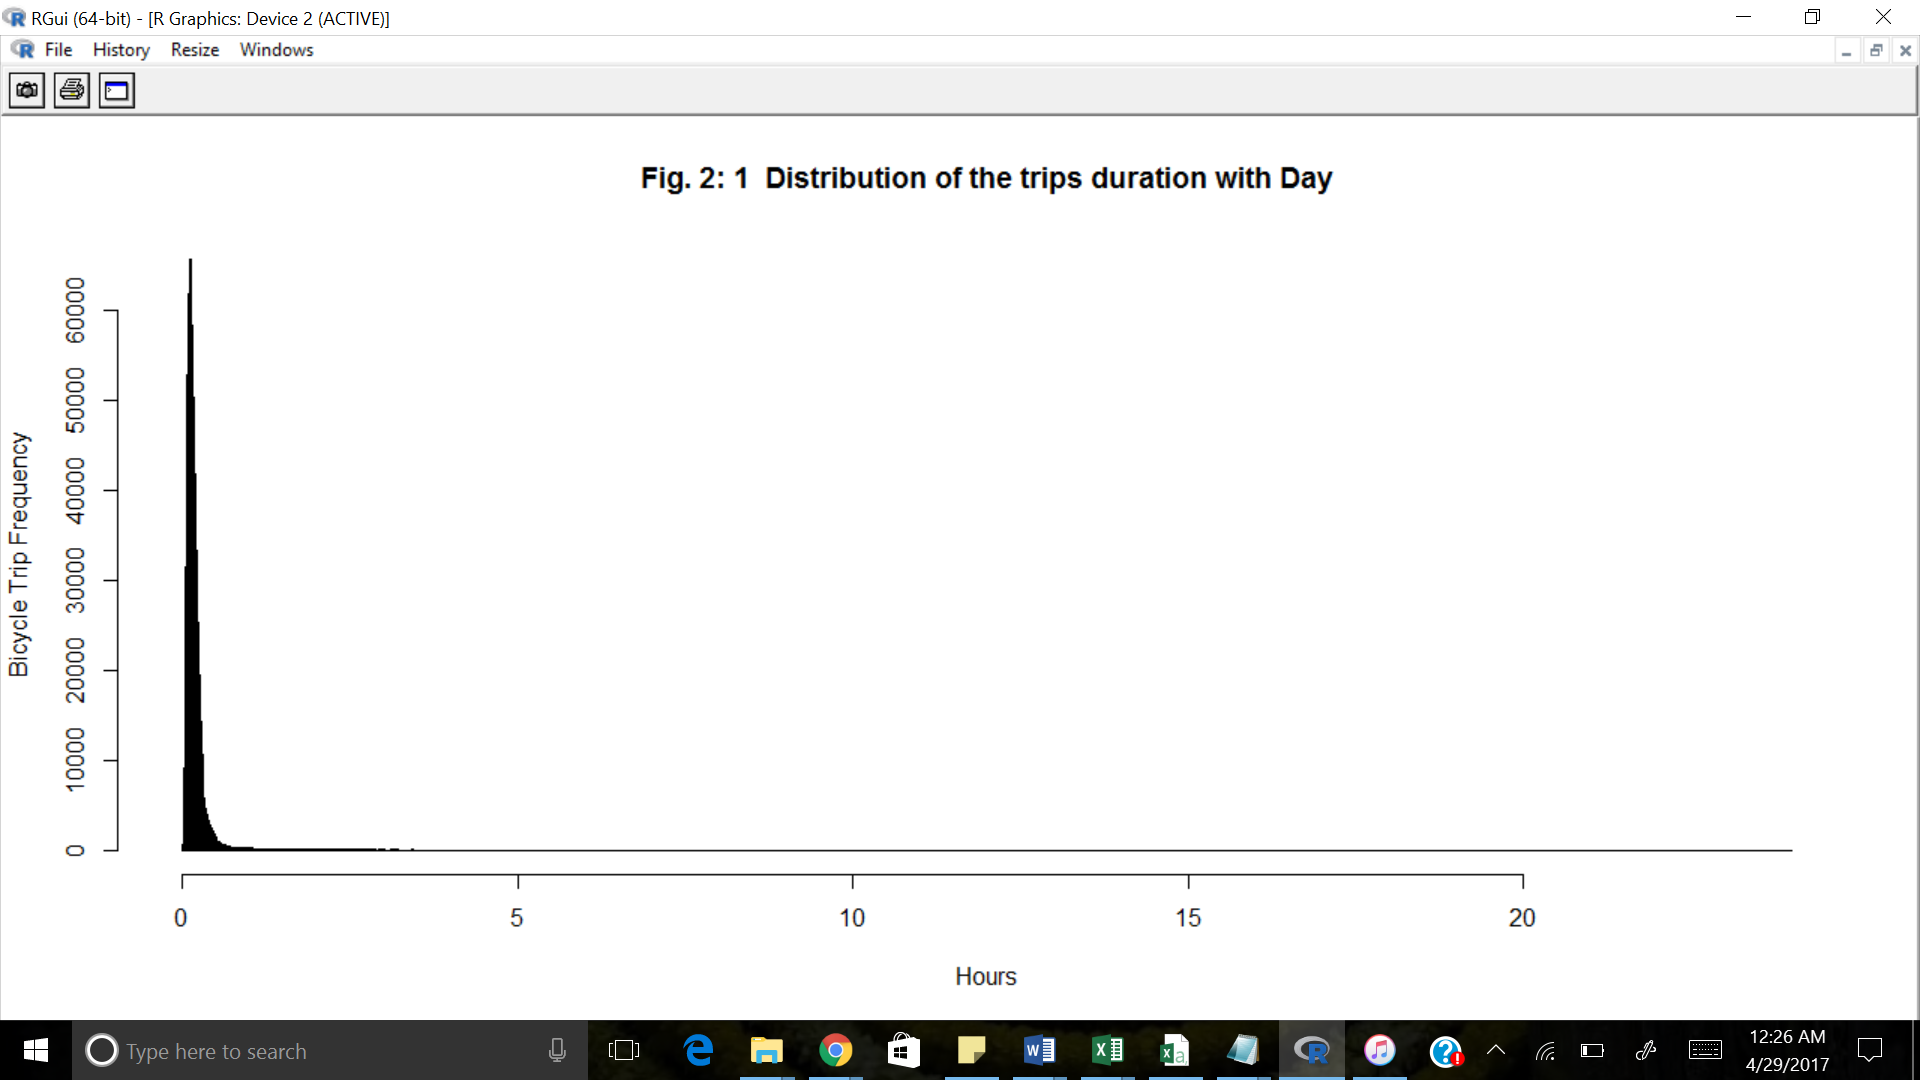 RGui (64-bit) - [R Graphics: Device 2 (ACTIVE)]
File History Resize Windows
Fig. 2: 1 Distribution of the trips duration with Day
Bicycle Trip Frequency
60000
50000
40000
30000
20000
10000
0
0 5 10 15 20
Hours
Type here to search
12:26 AM
4/29/2017